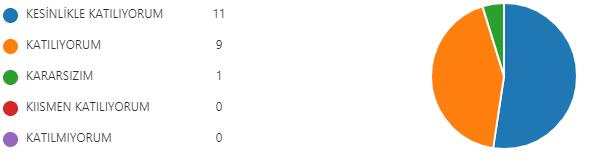 KESİNLİKLE KATILIYORUM 11
KATILIYORUM 9
KARARSIZIM 1
KIISMEN KATILIYORUM 0
KATILMIYORUM 0